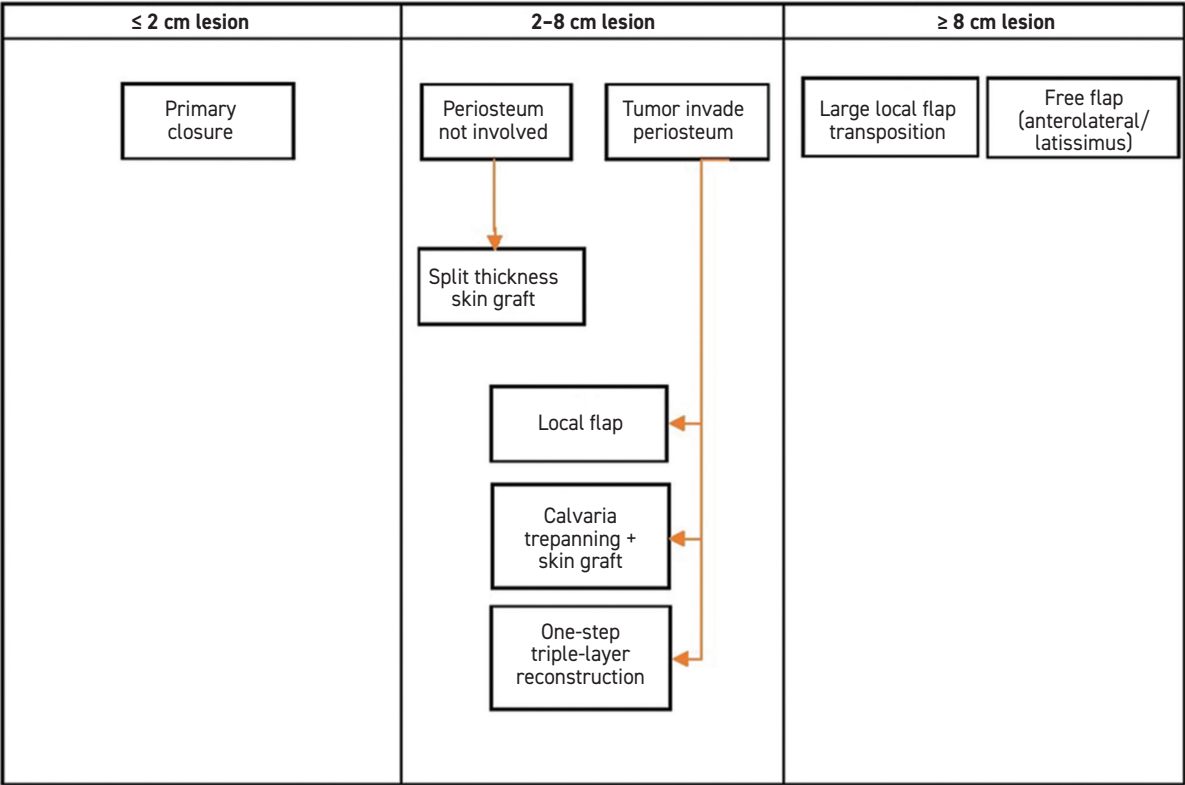 ≤ 2 cm lesion
2–8 cm lesion
≥ 8 cm lesion
Primary
closure
Periosteum
not involved
Tumor invade
periosteum
Large local flap
transposition
Free flap
(anterolateral/
latissimus)
Split thickness
skin graft
Local flap
Calvaria
trepanning +
skin graft
One-step
triple-layer
reconstruction